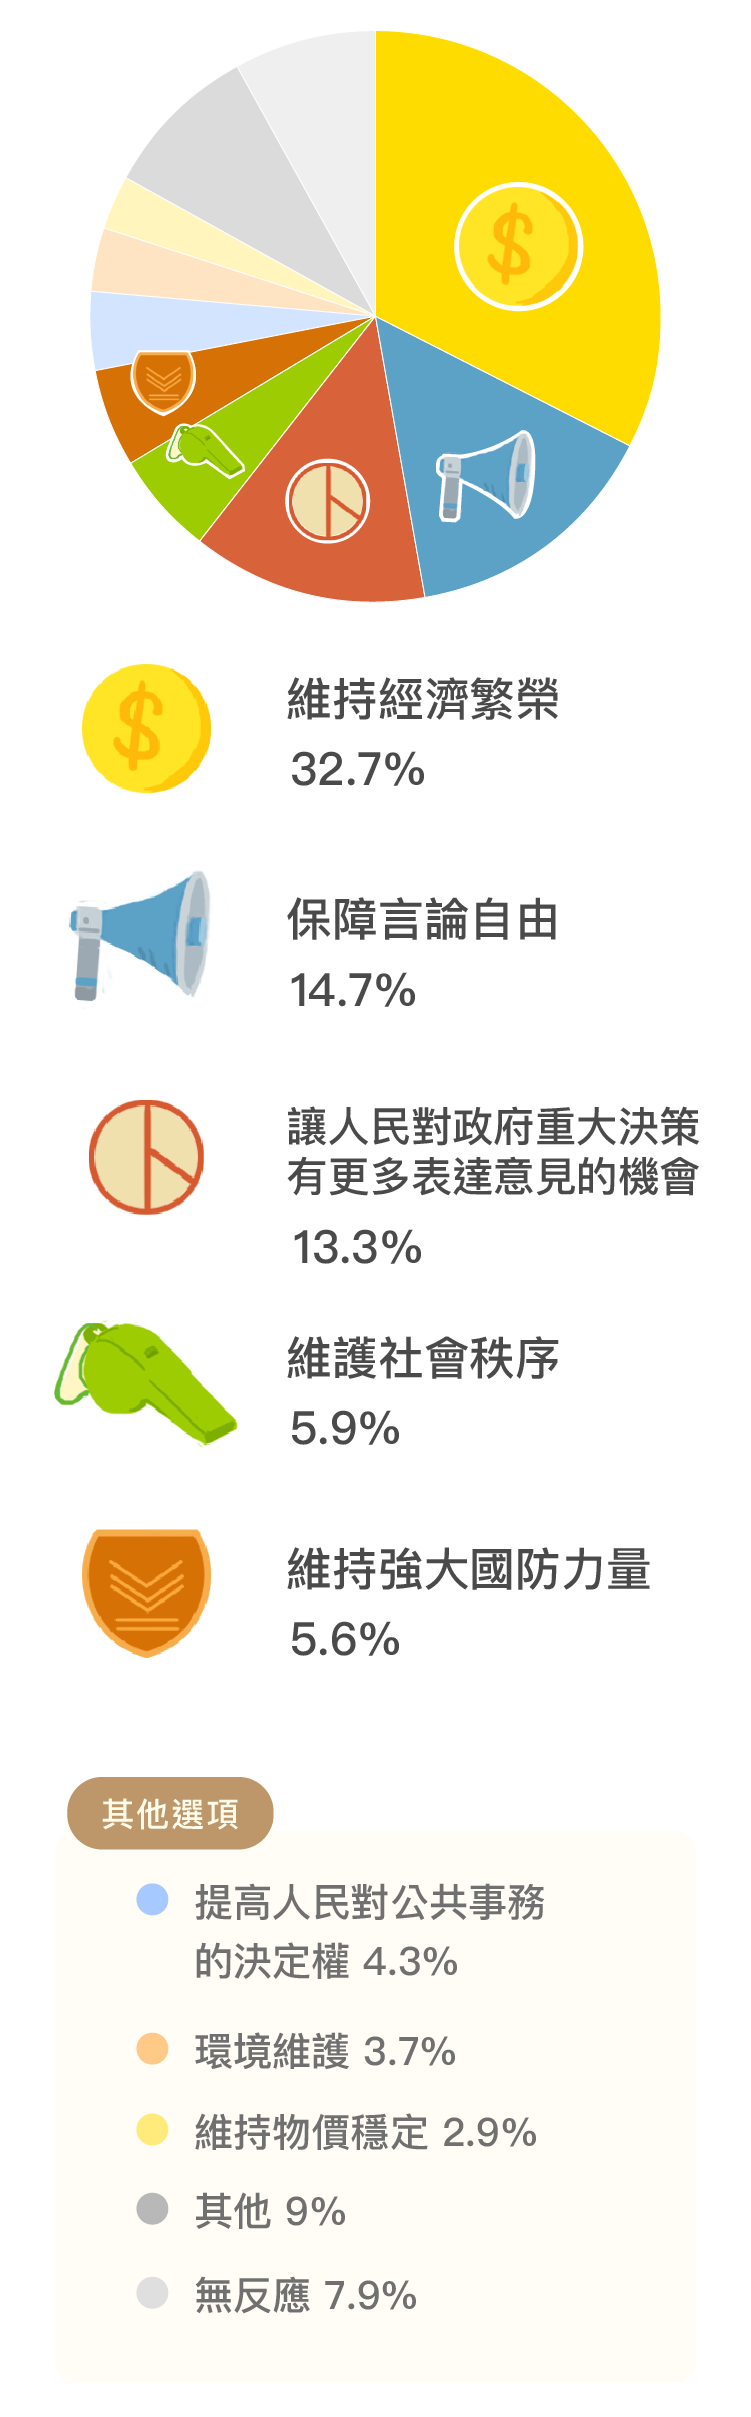 維持經濟繁榮
32.7%
保障言論自由
14.7%
讓人民對政府重大決策
有更多表達意見的機會
13.3%
維護社會秩序
5.9%
維持強大國防力量
5.6%
其他選項
提高人民對公共事務
的決定權 4.3%
環境維護 3.7%
維持物價穩定 2.9%
其他 9%
無反應 7.9%